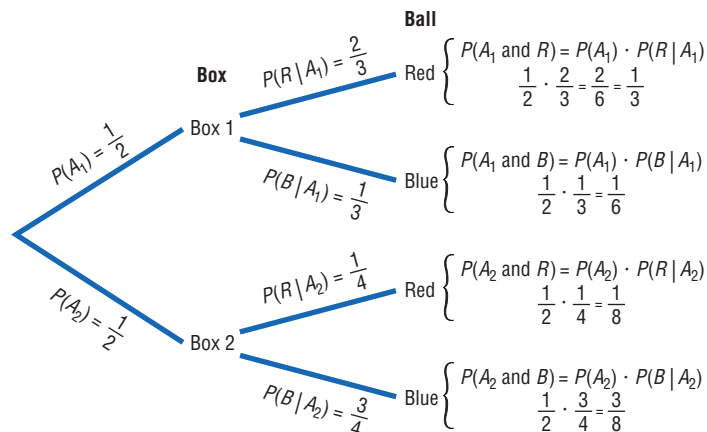 Ball
Box
P(A₁) = 1/2
Box 1
P(R | A₁) = 2/3
Red { P(A₁ and R) = P(A₁) · P(R | A₁)
1/2 · 2/3 = 2/6 = 1/3
P(B | A₁) = 1/3
Blue { P(A₁ and B) = P(A₁) · P(B | A₁)
1/2 · 1/3 = 1/6
P(A₂) = 1/2
Box 2
P(R | A₂) = 1/4
Red { P(A₂ and R) = P(A₂) · P(R | A₂)
1/2 · 1/4 = 1/8
P(B | A₂) = 3/4
Blue { P(A₂ and B) = P(A₂) · P(B | A₂)
1/2 · 3/4 = 3/8